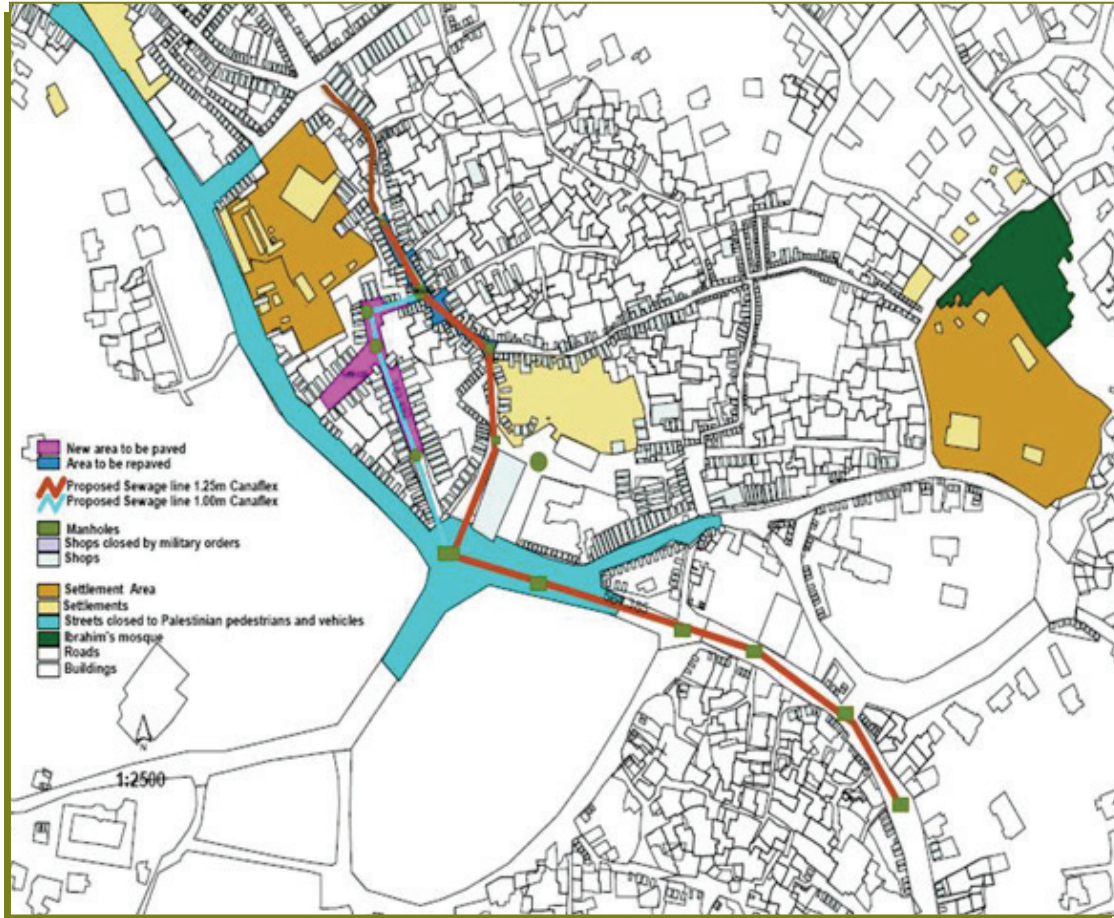 New area to be paved
Area to be repaved
Proposed Sewage line 1.25m Canaflex
Proposed Sewage line 1.00m Canaflex
Manholes
Shops closed by military orders
Shops
Settlement Area
Settlements
Streets closed to Palestinian pedestrians and vehicles
Ibrahim's mosque
Roads
Buildings
N
1:2500